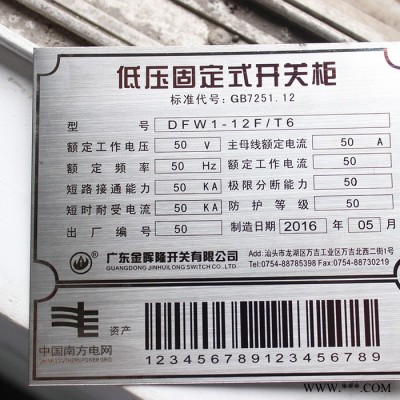 低压固定式开关柜
标准代号: GB7251.12
型 号 DFW1-12F/T6
额定工作电压 50 V 主母线额定电流 50 A
额定频率 50 Hz 额定工作电流 50
短路接通能力 50 KA 极限分断能力 50
短时耐受电流 50 KA 防护等级 50
出厂编号 50 制造日期 2016 年 05 月
广东金晖隆开关有限公司
GUANGDONG JINHUILONG SWITCH CO.,LTD
Add:汕头市龙湖区万吉工业区万吉北西二街1号
Tel:0754-88785398 Fax:0754-88730219
中国南方电网
CHINA SOUTHERN POWER GRID
资产
12345678912345678 9